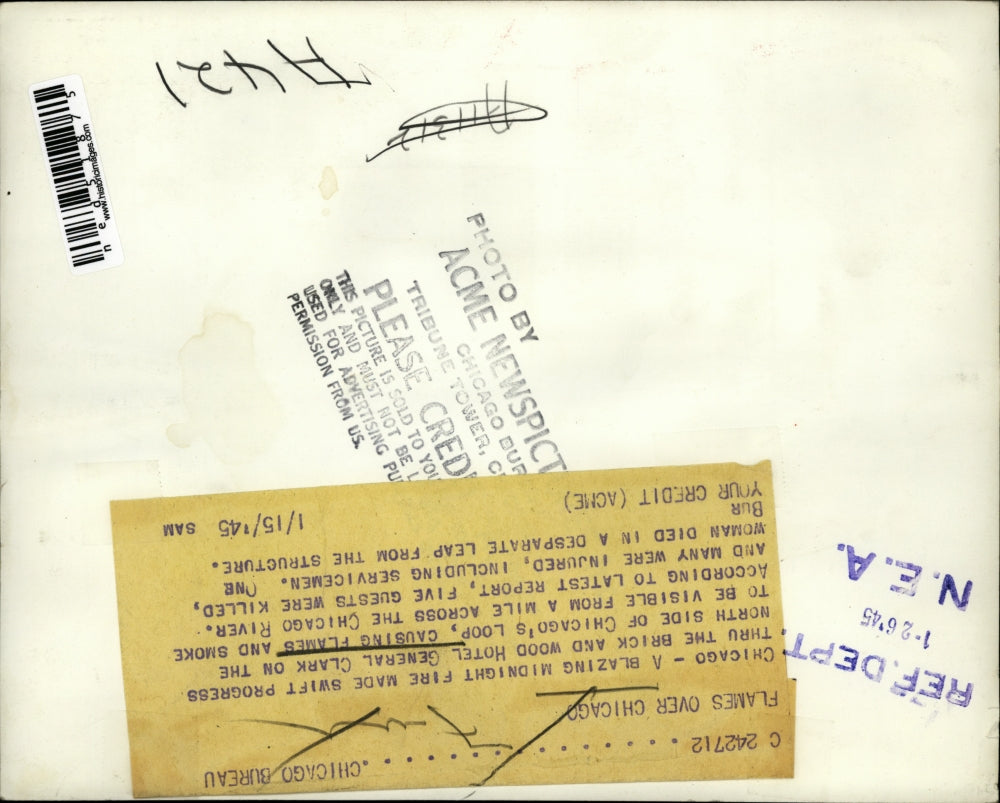 C 242712 . . . . . . . . . . . . . . . . CHICAGO BUREAU
FLAMES OVER CHICAGO
CHICAGO - A BLAZING MIDNIGHT FIRE MADE SWIFT PROGRESS
THRU THE BRICK AND WOOD HOTEL GENERAL CLARK ON THE
NORTH SIDE OF CHICAGO'S LOOP, CAUSING FLAMES AND SMOKE
TO BE VISIBLE FROM A MILE ACROSS THE CHICAGO RIVER.
ACCORDING TO LATEST REPORT, FIVE GUESTS WERE KILLED,
AND MANY WERE INJURED, INCLUDING SERVICEMEN. ONE
WOMAN DIED IN A DESPARATE LEAP FROM THE STRUCTURE.
BUR
YOUR CREDIT (ACME) 1/15/'45 SAM
REF. DEPT.
1-26'45
N.E.A.
PHOTO BY
ACME NEWSPICT
CHICAGO BUR
TRIBUNE TOWER, C
PLEASE CRED
THIS PICTURE IS SOLD TO YOU
ONLY AND MUST NOT BE L
USED FOR ADVERTISING PU
PERMISSION FROM US.
ned51875
www.historicimages.com